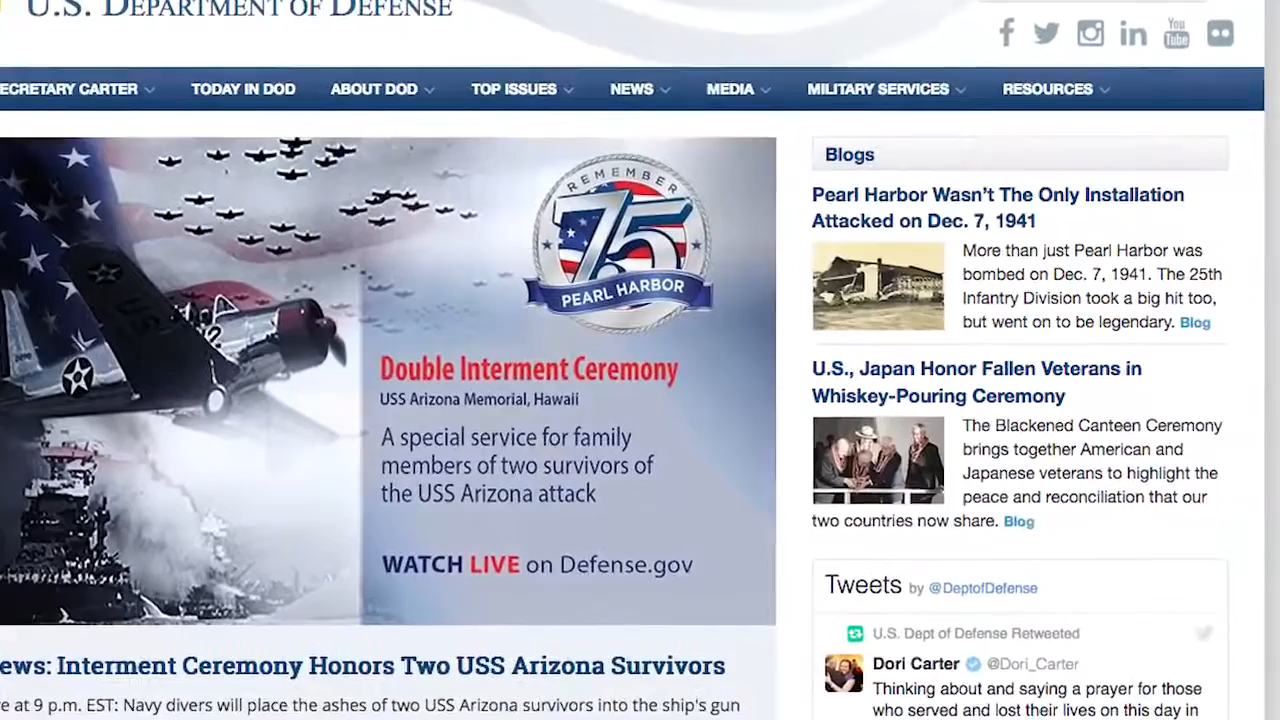 U.S. DEPARTMENT OF DEFENSE
You
Tube
ECRETARY CARTER
TODAY IN DOD
ABOUT DOD
TOP ISSUES
NEWS
MEDIA
MILITARY SERVICES
RESOURCES
REMEMBER
75
PEARL HARBOR
Double Interment Ceremony
USS Arizona Memorial, Hawaii
A special service for family
members of two survivors of
the USS Arizona attack
WATCH LIVE on Defense.gov
ews: Interment Ceremony Honors Two USS Arizona Survivors
e at 9 p.m. EST: Navy divers will place the ashes of two USS Arizona survivors into the ship's gun
Blogs
Pearl Harbor Wasn't The Only Installation
Attacked on Dec. 7, 1941
More than just Pearl Harbor was
bombed on Dec. 7, 1941. The 25th
Infantry Division took a big hit too,
but went on to be legendary. Blog
U.S., Japan Honor Fallen Veterans in
Whiskey-Pouring Ceremony
The Blackened Canteen Ceremony
brings together American and
Japanese veterans to highlight the
peace and reconciliation that our
two countries now share. Blog
Tweets by @DeptofDefense
U.S. Dept of Defense Retweeted
Dori Carter @Dori_Carter
Thinking about and saying a prayer for those
who served and lost their lives on this day in